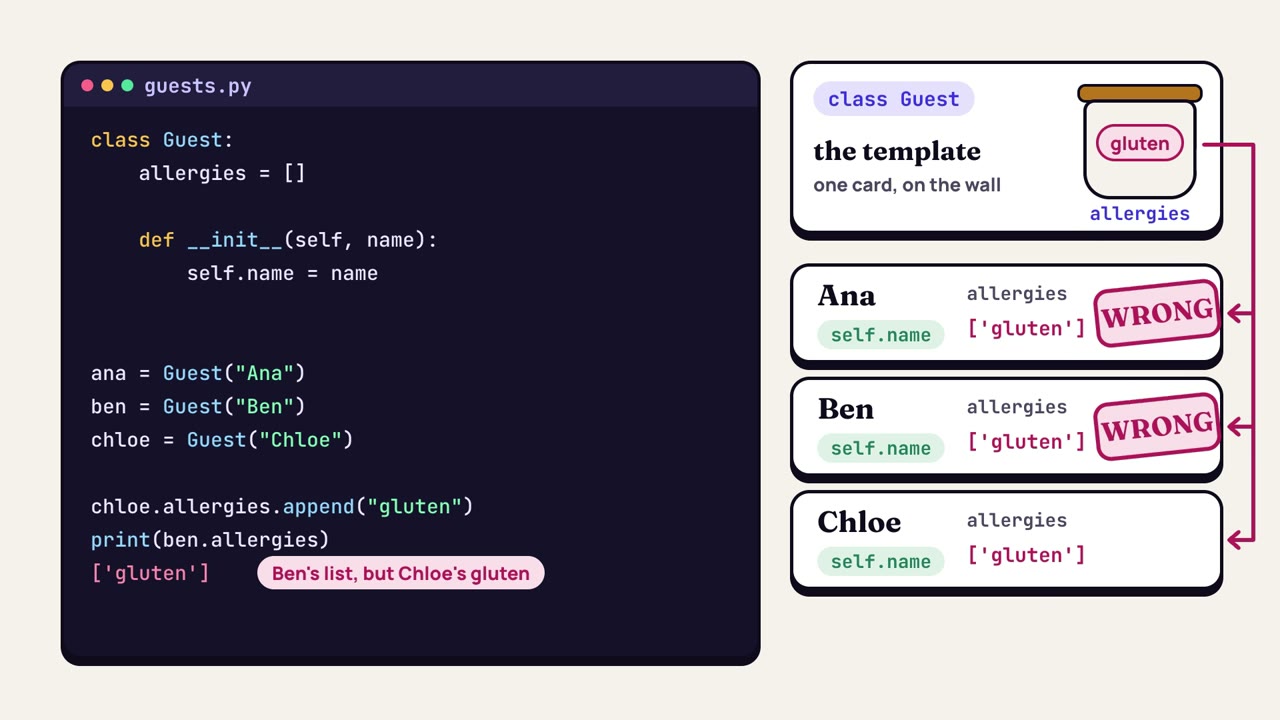 guests.py
class Guest:
    allergies = []
    def __init__(self, name):
        self.name = name
ana = Guest("Ana")
ben = Guest("Ben")
chloe = Guest("Chloe")
chloe.allergies.append("gluten")
print(ben.allergies)
['gluten'] Ben's list, but Chloe's gluten
class Guest
the template
one card, on the wall
gluten
allergies
Ana
self.name
allergies
['gluten']
WRONG
Ben
self.name
allergies
['gluten']
WRONG
Chloe
self.name
allergies
['gluten']